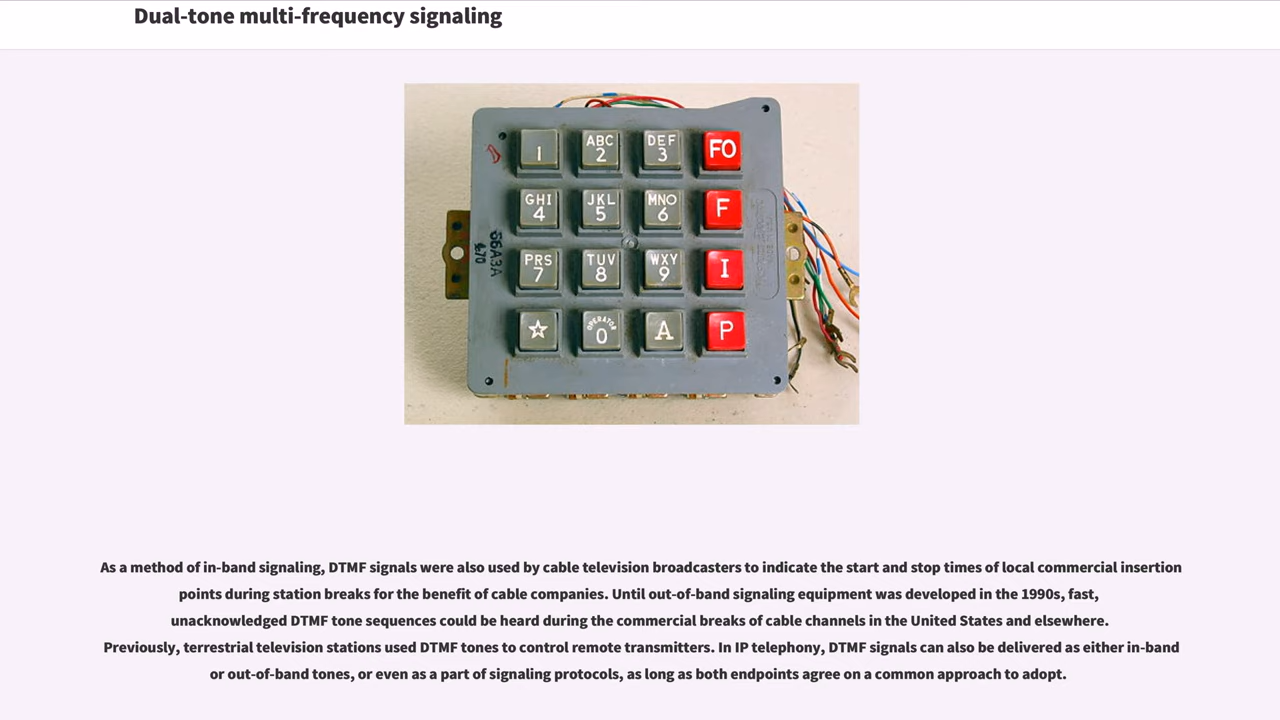 Dual-tone multi-frequency signaling
1 ABC 2 DEF 3 FO
GHI 4 JKL 5 MNO 6 F
PRS 7 TUV 8 WXY 9 I
☆ OPERATOR 0 A P
56A3A
6-70
As a method of in-band signaling, DTMF signals were also used by cable television broadcasters to indicate the start and stop times of local commercial insertion
points during station breaks for the benefit of cable companies. Until out-of-band signaling equipment was developed in the 1990s, fast,
unacknowledged DTMF tone sequences could be heard during the commercial breaks of cable channels in the United States and elsewhere.
Previously, terrestrial television stations used DTMF tones to control remote transmitters. In IP telephony, DTMF signals can also be delivered as either in-band
or out-of-band tones, or even as a part of signaling protocols, as long as both endpoints agree on a common approach to adopt.